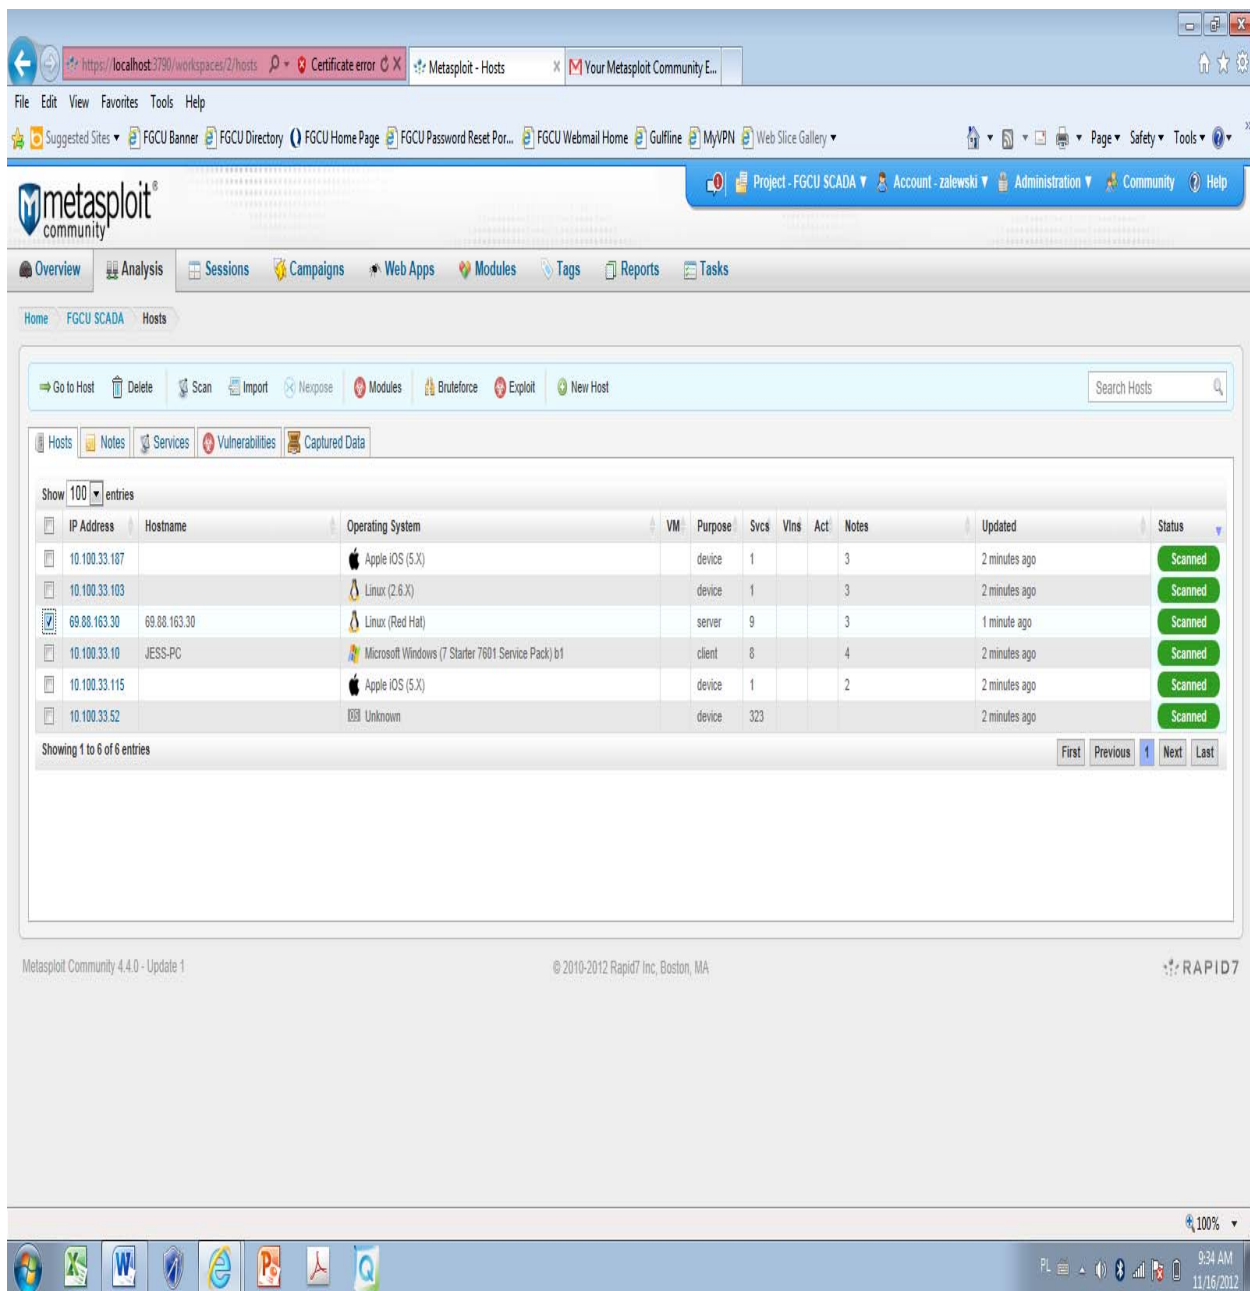 https://localhost:3790/workspaces/2/hosts Certificate error Metasploit - Hosts Your Metasploit Community E...
File Edit View Favorites Tools Help
Suggested Sites FGCU Banner FGCU Directory FGCU Home Page FGCU Password Reset Por... FGCU Webmail Home Gulfline MyVPN Web Slice Gallery Page Safety Tools
metasploit®
community
Project - FGCU SCADA Account - zalewski Administration Community Help
Overview Analysis Sessions Campaigns Web Apps Modules Tags Reports Tasks
Home FGCU SCADA Hosts
Go to Host Delete Scan Import Nexpose Modules Bruteforce Exploit New Host Search Hosts
Hosts Notes Services Vulnerabilities Captured Data
Show 100 entries
IP Address Hostname Operating System VM Purpose Svcs Vlns Act Notes Updated Status
10.100.33.187 Apple iOS (5.X) device 1 3 2 minutes ago Scanned
10.100.33.103 Linux (2.6.X) device 1 3 2 minutes ago Scanned
69.88.163.30 69.88.163.30 Linux (Red Hat) server 9 3 1 minute ago Scanned
10.100.33.10 JESS-PC Microsoft Windows (7 Starter 7601 Service Pack) b1 client 8 4 2 minutes ago Scanned
10.100.33.115 Apple iOS (5.X) device 1 2 2 minutes ago Scanned
10.100.33.52 Unknown device 323 2 minutes ago Scanned
Showing 1 to 6 of 6 entries First Previous 1 Next Last
Metasploit Community 4.4.0 - Update 1 © 2010-2012 Rapid7 Inc, Boston, MA RAPID7
100%
PL 9:34 AM
11/16/2012